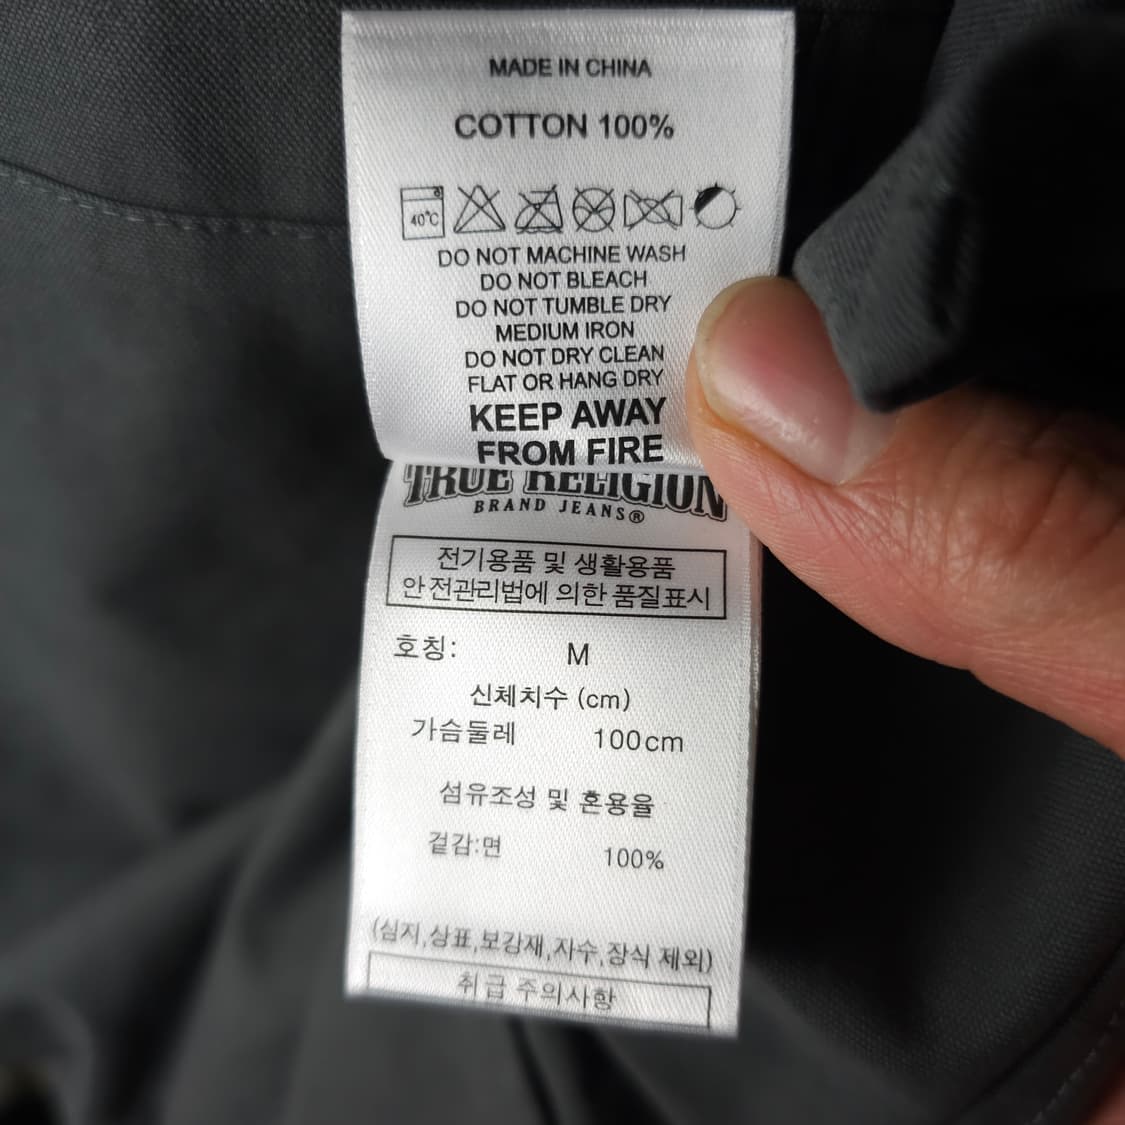 MADE IN CHINA
COTTON 100%
40℃
DO NOT MACHINE WASH
DO NOT BLEACH
DO NOT TUMBLE DRY
MEDIUM IRON
DO NOT DRY CLEAN
FLAT OR HANG DRY
KEEP AWAY
FROM FIRE
TRUE RELIGION
BRAND JEANS®
전기용품 및 생활용품
안전관리법에 의한 품질표시
호칭: M
신체치수 (cm)
가슴둘레 100cm
섬유조성 및 혼용율
겉감:면 100%
(심지,상표,보강재,자수,장식 제외)
취급 주의사항